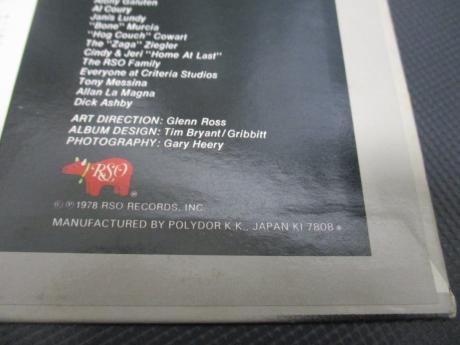 Albhy Galuten
Al Coury
Janis Lundy
"Bone" Murcia
"Hog Couch" Cowart
The "Zaga" Ziegler
Cindy & Jeri "Home At Last"
The RSO Family
Everyone at Criteria Studios
Tony Messina
Allan La Magna
Dick Ashby
ART DIRECTION: Glenn Ross
ALBUM DESIGN: Tim Bryant/Gribbitt
PHOTOGRAPHY: Gary Heery
RSO ®
© ℗ 1978 RSO RECORDS, INC.
MANUFACTURED BY POLYDOR K.K., JAPAN KI 7808 ⊛